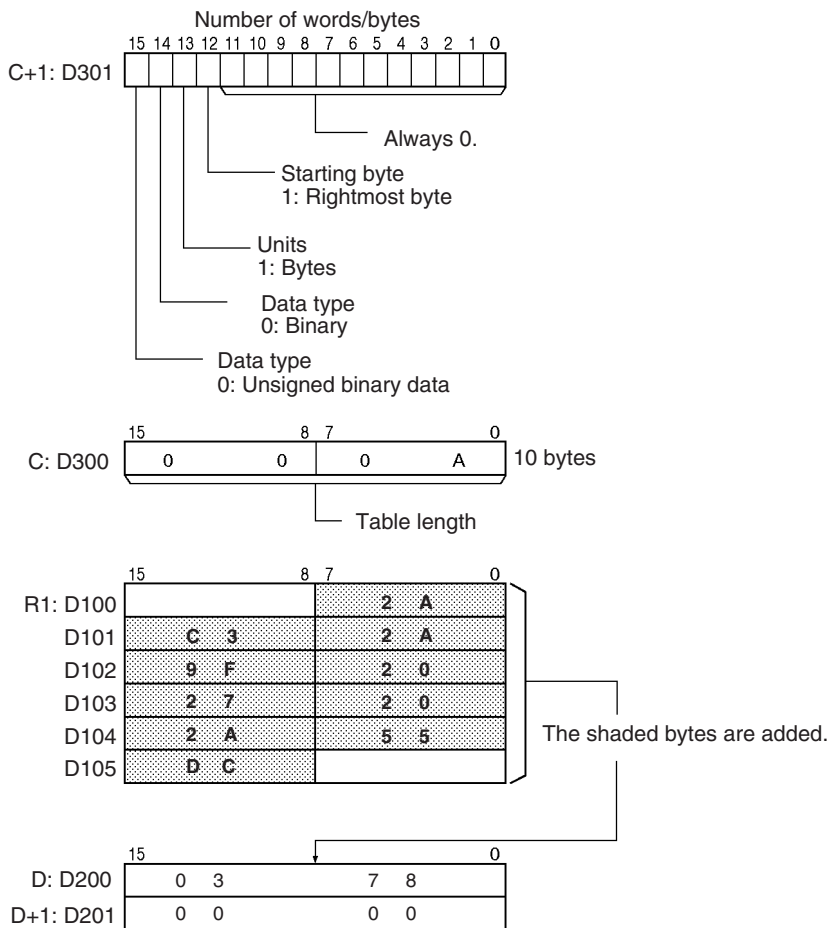 Number of words/bytes
15 14 13 12 11 10 9 8 7 6 5 4 3 2 1 0
C+1: D301
Always 0.
Starting byte
1: Rightmost byte
Units
1: Bytes
Data type
0: Binary
Data type
0: Unsigned binary data
15 8 7 0
C: D300 0 0 0 A 10 bytes
Table length
15 8 7 0
R1: D100 2 A
D101 C 3 2 A
D102 9 F 2 0
D103 2 7 2 0
D104 2 A 5 5 The shaded bytes are added.
D105 D C
15 0
D: D200 0 3 7 8
D+1: D201 0 0 0 0